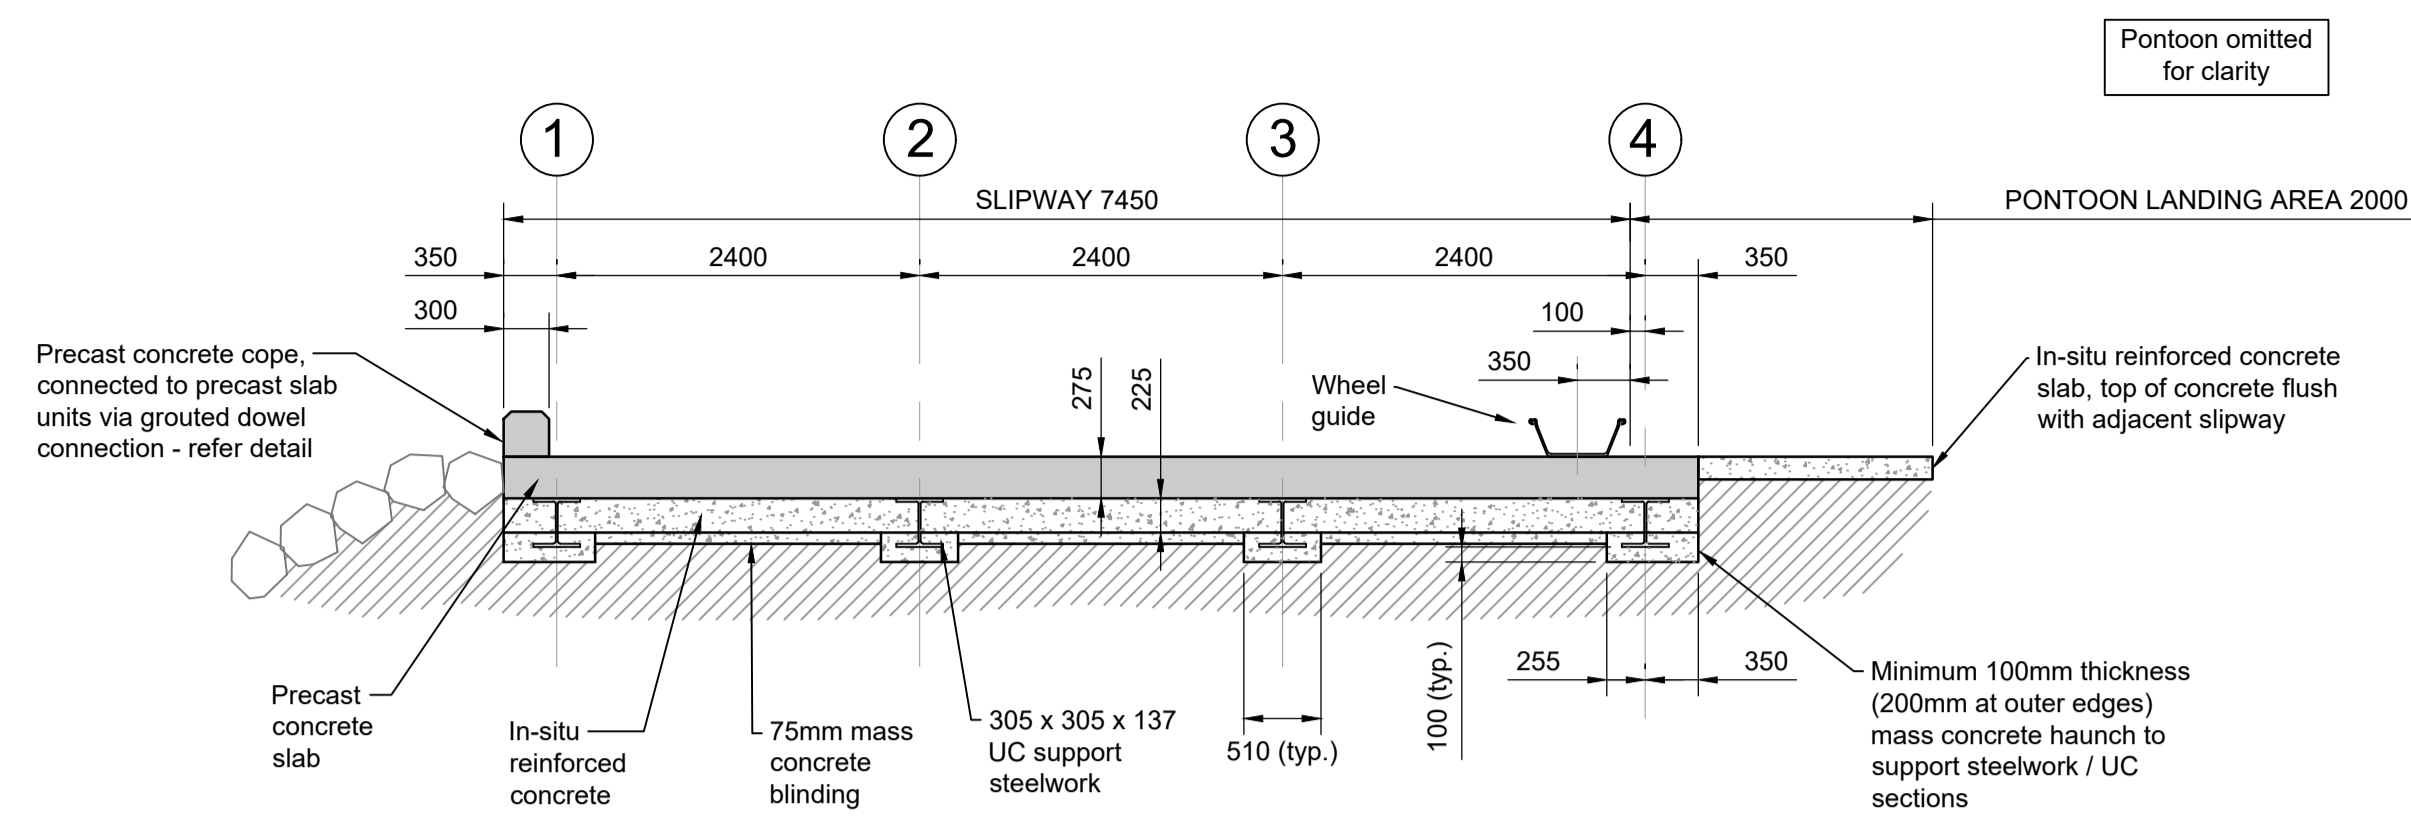 Pontoon omitted
for clarity
1
2
3
4
SLIPWAY 7450
PONTOON LANDING AREA 2000
350
2400
2400
2400
350
300
100
350
275
225
Precast concrete cope,
connected to precast slab
units via grouted dowel
connection - refer detail
Wheel
guide
In-situ reinforced concrete
slab, top of concrete flush
with adjacent slipway
Precast
concrete
slab
In-situ
reinforced
concrete
75mm mass
concrete
blinding
305 x 305 x 137
UC support
steelwork
510 (typ.)
100 (typ.)
255
350
Minimum 100mm thickness
(200mm at outer edges)
mass concrete haunch to
support steelwork / UC
sections